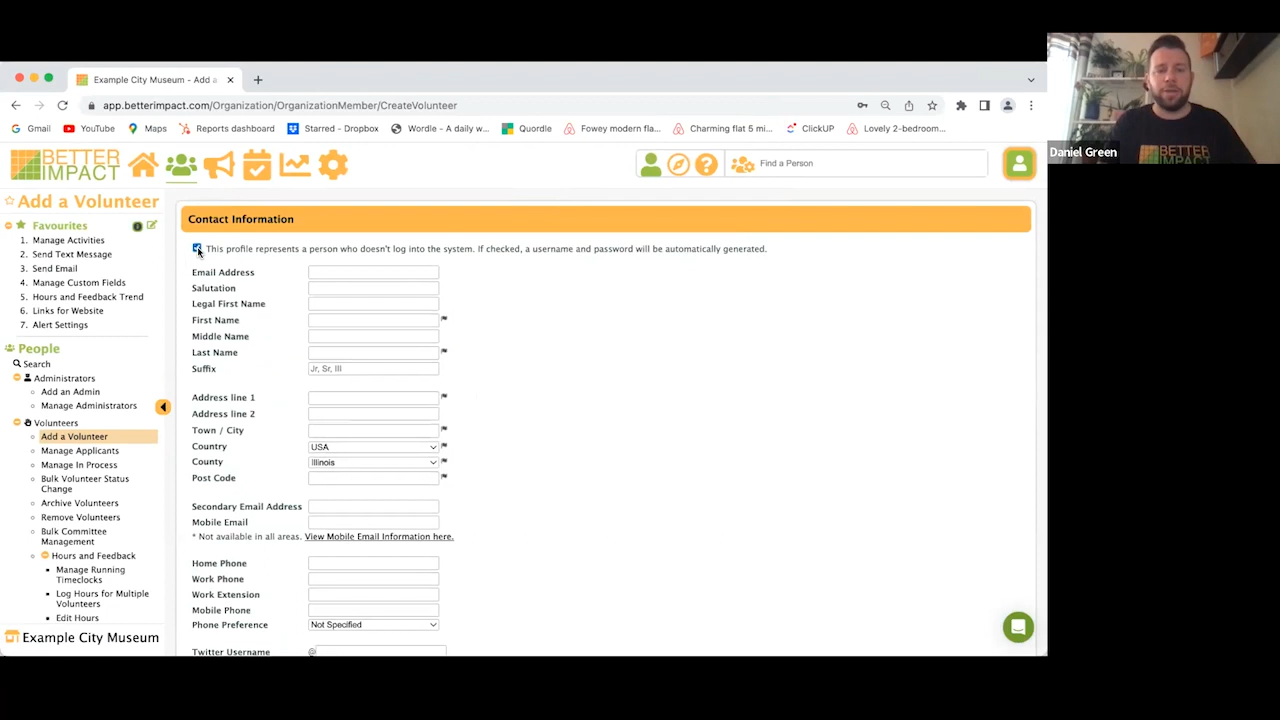 Example City Museum - Add a
app.betterimpact.com/Organization/OrganizationMember/CreateVolunteer
Gmail
YouTube
Maps
Reports dashboard
Starred - Dropbox
Wordle - A daily w...
Quordle
Fowey modern fla...
Charming flat 5 mi...
ClickUP
Lovely 2-bedroom...
Daniel Green
BETTER
IMPACT
Find a Person
Add a Volunteer
Favourites
1. Manage Activities
2. Send Text Message
3. Send Email
4. Manage Custom Fields
5. Hours and Feedback Trend
6. Links for Website
7. Alert Settings
People
Search
Administrators
Add an Admin
Manage Administrators
Volunteers
Add a Volunteer
Manage Applicants
Manage In Process
Bulk Volunteer Status
Change
Archive Volunteers
Remove Volunteers
Bulk Committee
Management
Hours and Feedback
Manage Running
Timeclocks
Log Hours for Multiple
Volunteers
Edit Hours
Example City Museum
Contact Information
This profile represents a person who doesn't log into the system. If checked, a username and password will be automatically generated.
Email Address
Salutation
Legal First Name
First Name
Middle Name
Last Name
Suffix Jr, Sr, III
Address line 1
Address line 2
Town / City
Country USA
County Illinois
Post Code
Secondary Email Address
Mobile Email
* Not available in all areas. View Mobile Email Information here.
Home Phone
Work Phone
Work Extension
Mobile Phone
Phone Preference Not Specified
Twitter Username @